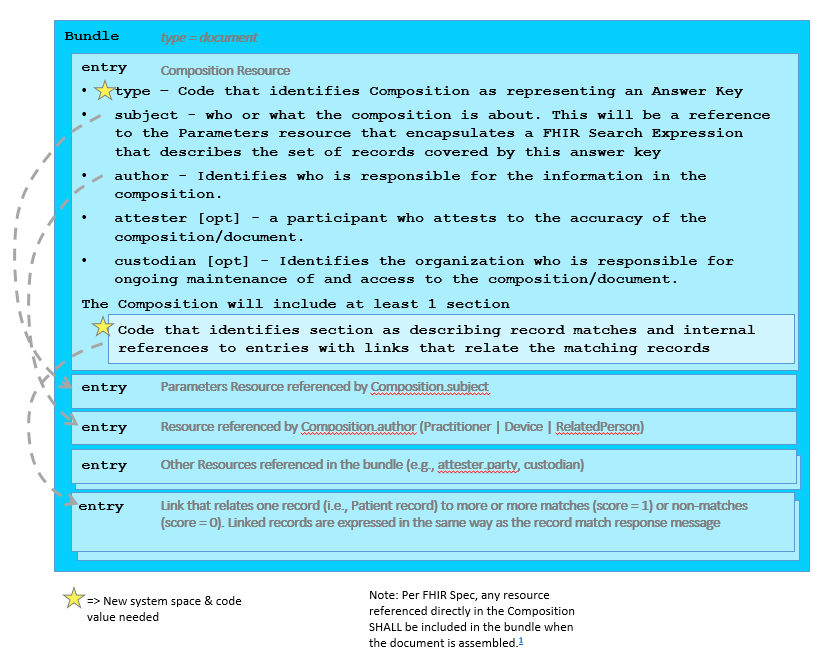 Bundle type = document
entry Composition Resource
• type – Code that identifies Composition as representing an Answer Key
• subject - who or what the composition is about. This will be a reference
to the Parameters resource that encapsulates a FHIR Search Expression
that describes the set of records covered by this answer key
• author - Identifies who is responsible for the information in the
composition.
• attester [opt] - a participant who attests to the accuracy of the
composition/document.
• custodian [opt] - Identifies the organization who is responsible for
ongoing maintenance of and access to the composition/document.
The Composition will include at least 1 section
Code that identifies section as describing record matches and internal
references to entries with links that relate the matching records
entry Parameters Resource referenced by Composition.subject
entry Resource referenced by Composition.author (Practitioner | Device | RelatedPerson)
entry Other Resources referenced in the bundle (e.g., attester.party, custodian)
entry Link that relates one record (i.e., Patient record) to more or more matches (score = 1) or non-matches
(score = 0). Linked records are expressed in the same way as the record match response message
=> New system space & code
value needed
Note: Per FHIR Spec, any resource
referenced directly in the Composition
SHALL be included in the bundle when
the document is assembled.1